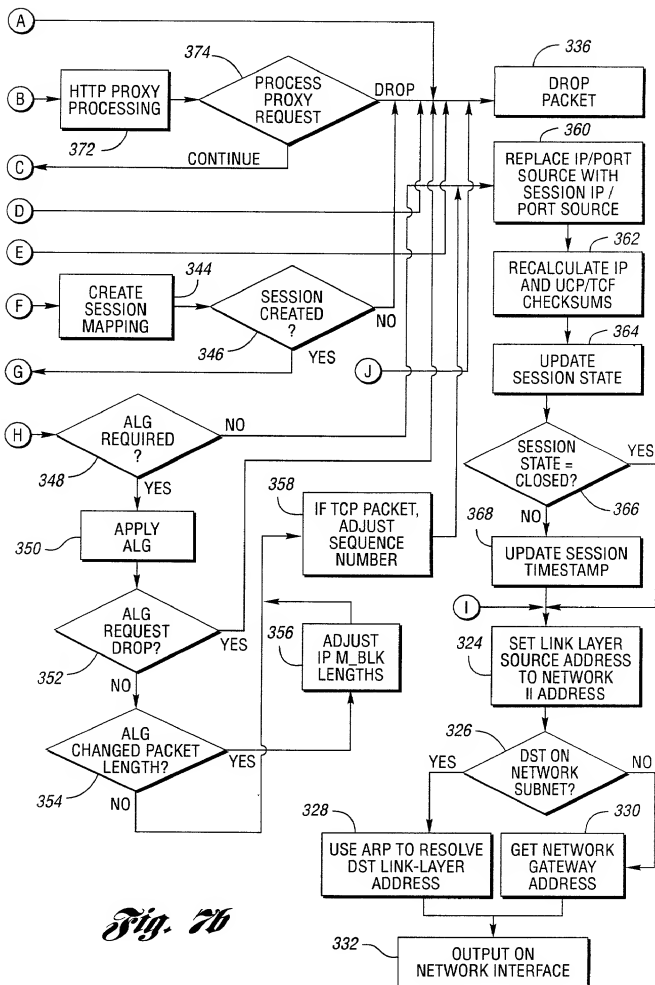 A
374
336
B
HTTP PROXY
PROCESSING
372
PROCESS
PROXY
REQUEST
DROP
DROP
PACKET
C
CONTINUE
360
REPLACE IP/PORT
SOURCE WITH
SESSION IP /
PORT SOURCE
D
E
362
RECALCULATE IP
AND UCP/TCF
CHECKSUMS
F
344
CREATE
SESSION
MAPPING
SESSION
CREATED
?
346
NO
YES
G
J
364
UPDATE
SESSION STATE
H
ALG
REQUIRED
?
348
NO
YES
SESSION
STATE =
CLOSED?
YES
366
NO
358
IF TCP PACKET,
ADJUST
SEQUENCE
NUMBER
350
APPLY
ALG
368
UPDATE SESSION
TIMESTAMP
I
ALG
REQUEST
DROP?
352
YES
NO
356
ADJUST
IP M_BLK
LENGTHS
324
SET LINK LAYER
SOURCE ADDRESS
TO NETWORK
II ADDRESS
ALG
CHANGED PACKET
LENGTH?
354
YES
NO
326
YES
DST ON
NETWORK
SUBNET?
NO
328
USE ARP TO RESOLVE
DST LINK-LAYER
ADDRESS
330
GET NETWORK
GATEWAY
ADDRESS
332
OUTPUT ON
NETWORK INTERFACE
Fig. 7b